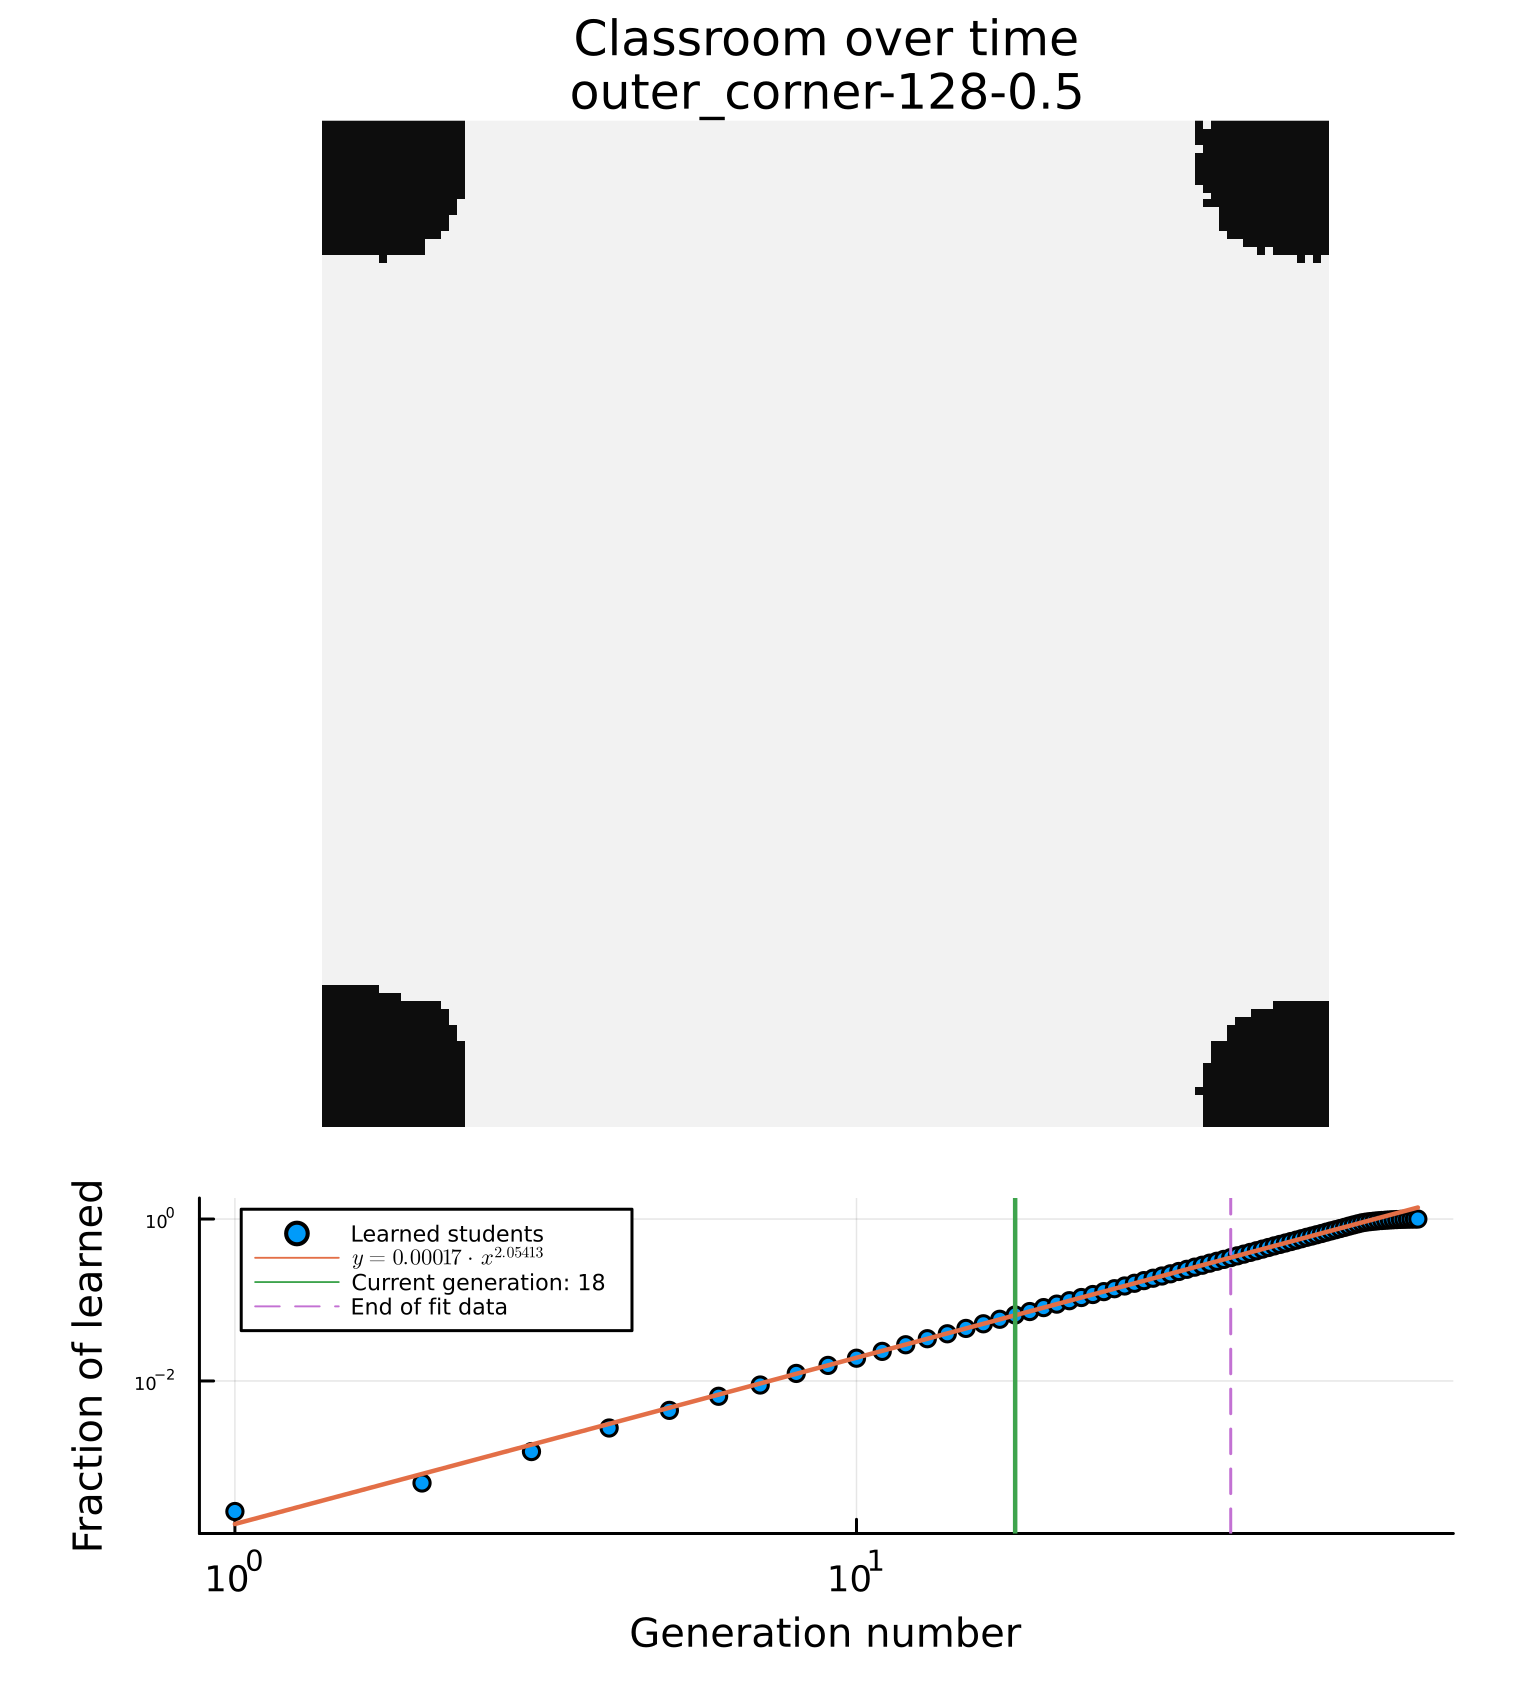 Classroom over time
outer_corner-128-0.5
Fraction of learned
10^0
10^−2
Learned students
y = 0.00017 · x^2.05413
Current generation: 18
End of fit data
10^0
10^1
Generation number